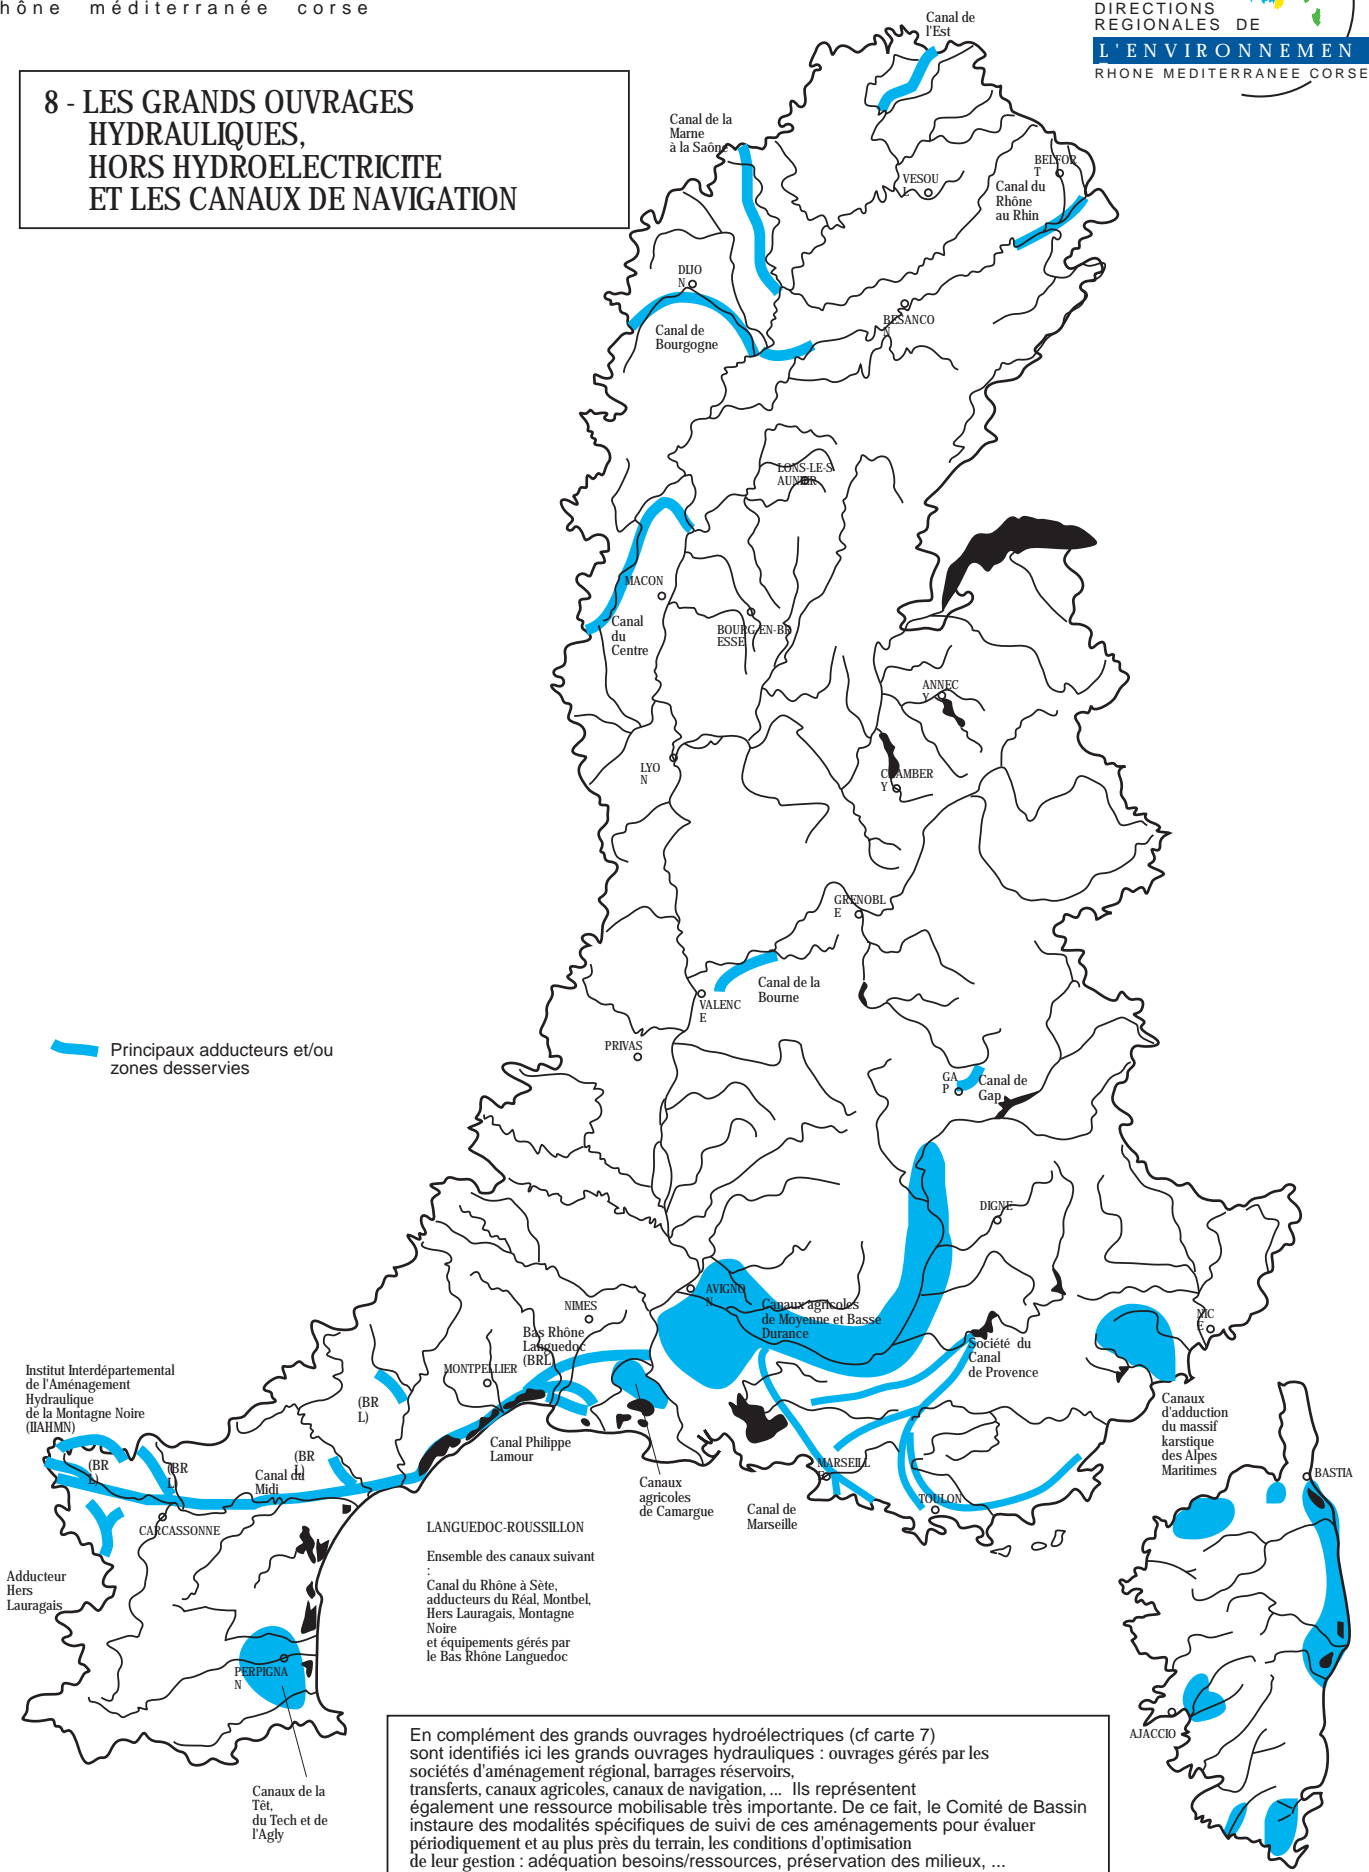 hône méditerranée corse
DIRECTIONS
REGIONALES DE
L'ENVIRONNEMEN
RHONE MEDITERRANEE CORSE
8 - LES GRANDS OUVRAGES
HYDRAULIQUES,
HORS HYDROELECTRICITE
ET LES CANAUX DE NAVIGATION
Canal de
l'Est
Canal de la
Marne
à la Saône
VESOU
L
BELFOR
T
Canal du
Rhône
au Rhin
DIJO
N
Canal de
Bourgogne
BESANCO
N
LONS-LE-S
AUNIER
MACON
Canal
du
Centre
BOURG-EN-BR
ESSE
ANNEC
Y
LYO
N
CHAMBER
Y
GRENOBL
E
Canal de la
Bourne
VALENC
E
PRIVAS
Principaux adducteurs et/ou
zones desservies
GA
P
Canal de
Gap
DIGNE
AVIGNO
N
Canaux agricoles
de Moyenne et Basse
Durance
NIC
E
NIMES
Bas Rhône
Languedoc
(BRL)
MONTPELLIER
Société du
Canal
de Provence
Institut Interdépartemental
de l'Aménagement
Hydraulique
de la Montagne Noire
(IIAHMN)
(BR
L)
Canaux
d'adduction
du massif
karstique
des Alpes
Maritimes
Canal Philippe
Lamour
(BR
L)
(BR
L)
(BR
L)
Canal du
Midi
MARSEILL
E
BASTIA
Canaux
agricoles
de Camargue
Canal de
Marseille
TOULON
CARCASSONNE
LANGUEDOC-ROUSSILLON
Ensemble des canaux suivant
:
Canal du Rhône à Sète,
adducteurs du Réal, Montbel,
Hers Lauragais, Montagne
Noire
et équipements gérés par
le Bas Rhône Languedoc
Adducteur
Hers
Lauragais
PERPIGNA
N
AJACCIO
Canaux de la
Têt,
du Tech et de
l'Agly
En complément des grands ouvrages hydroélectriques (cf carte 7)
sont identifiés ici les grands ouvrages hydrauliques : ouvrages gérés par les
sociétés d'aménagement régional, barrages réservoirs,
transferts, canaux agricoles, canaux de navigation, ... Ils représentent
également une ressource mobilisable très importante. De ce fait, le Comité de Bassin
instaure des modalités spécifiques de suivi de ces aménagements pour évaluer
périodiquement et au plus près du terrain, les conditions d'optimisation
de leur gestion : adéquation besoins/ressources, préservation des milieux, ...